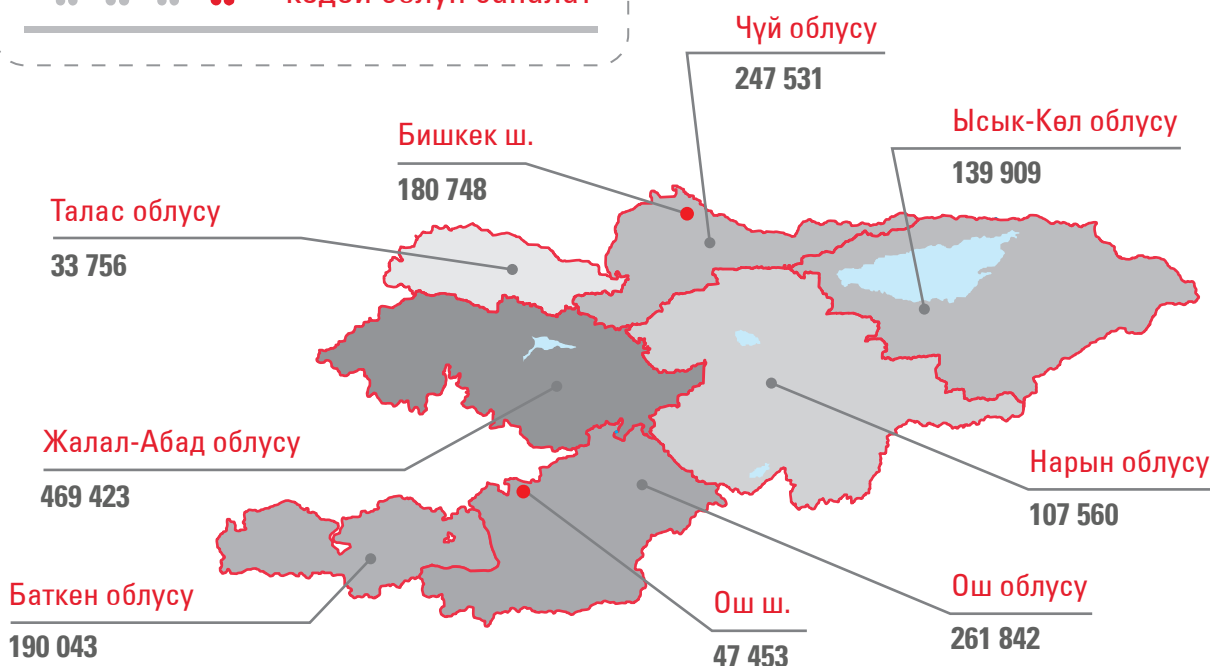 Чүй облусу
247 531
Ысык-Көл облусу
139 909
Бишкек ш.
180 748
Талас облусу
33 756
Жалал-Абад облусу
469 423
Нарын облусу
107 560
Баткен облусу
190 043
Ош ш.
47 453
Ош облусу
261 842